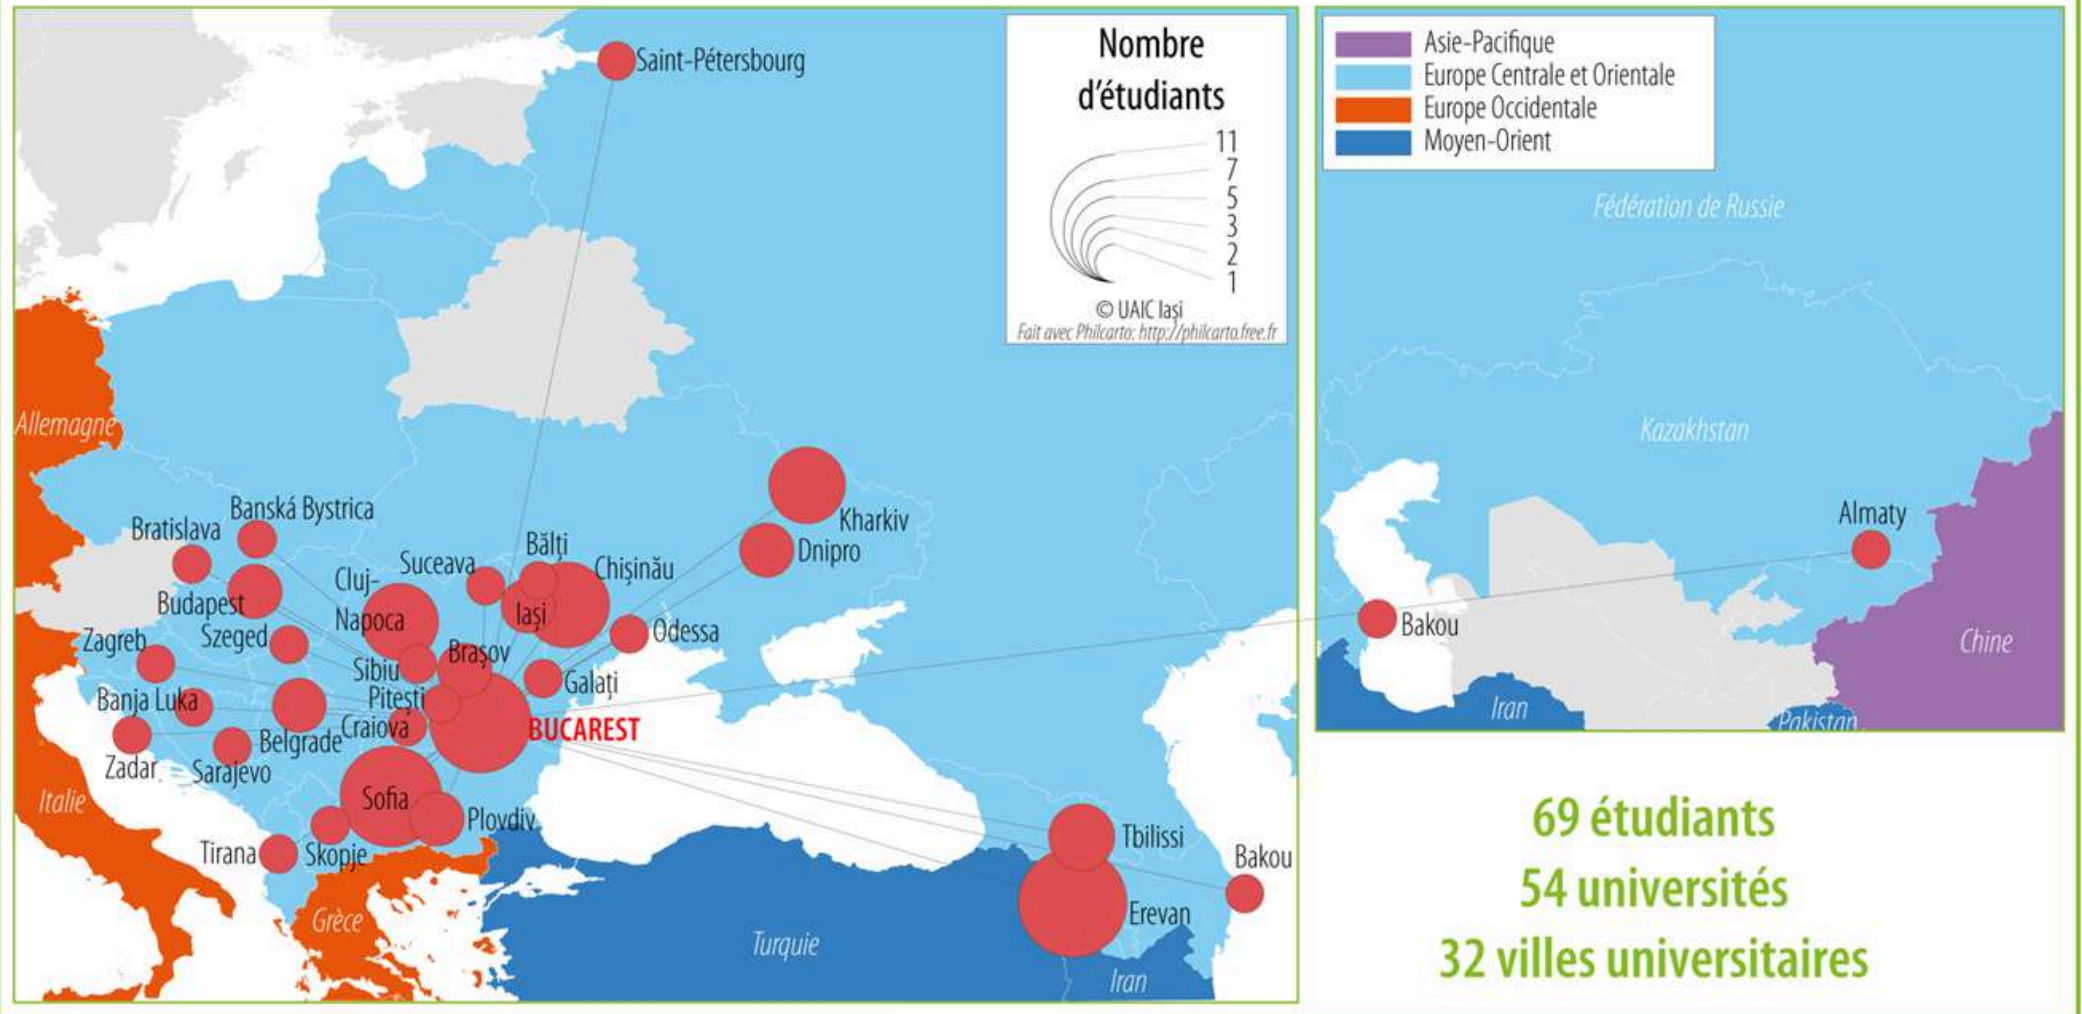 Saint-Pétersbourg
Nombre
d'étudiants
11
7
5
3
2
1
© UAIC Iași
Fait avec Philcarto: http://philcarto.free.fr
Allemagne
Banská Bystrica
Bratislava
Budapest
Szeged
Zagreb
Banja Luka
Zadar
Sarajevo
Belgrade
Cluj-
Napoca
Suceava
Bălți
Chișinău
Iași
Kharkiv
Dnipro
Odessa
Brașov
Sibiu
Pitești
Galați
Craiova
BUCAREST
Italie
Sofia
Plovdiv
Tirana
Skopje
Grèce
Turquie
Tbilissi
Bakou
Erevan
Iran
Asie-Pacifique
Europe Centrale et Orientale
Europe Occidentale
Moyen-Orient
Fédération de Russie
Kazakhstan
Almaty
Bakou
Chine
Iran
Pakistan
69 étudiants
54 universités
32 villes universitaires